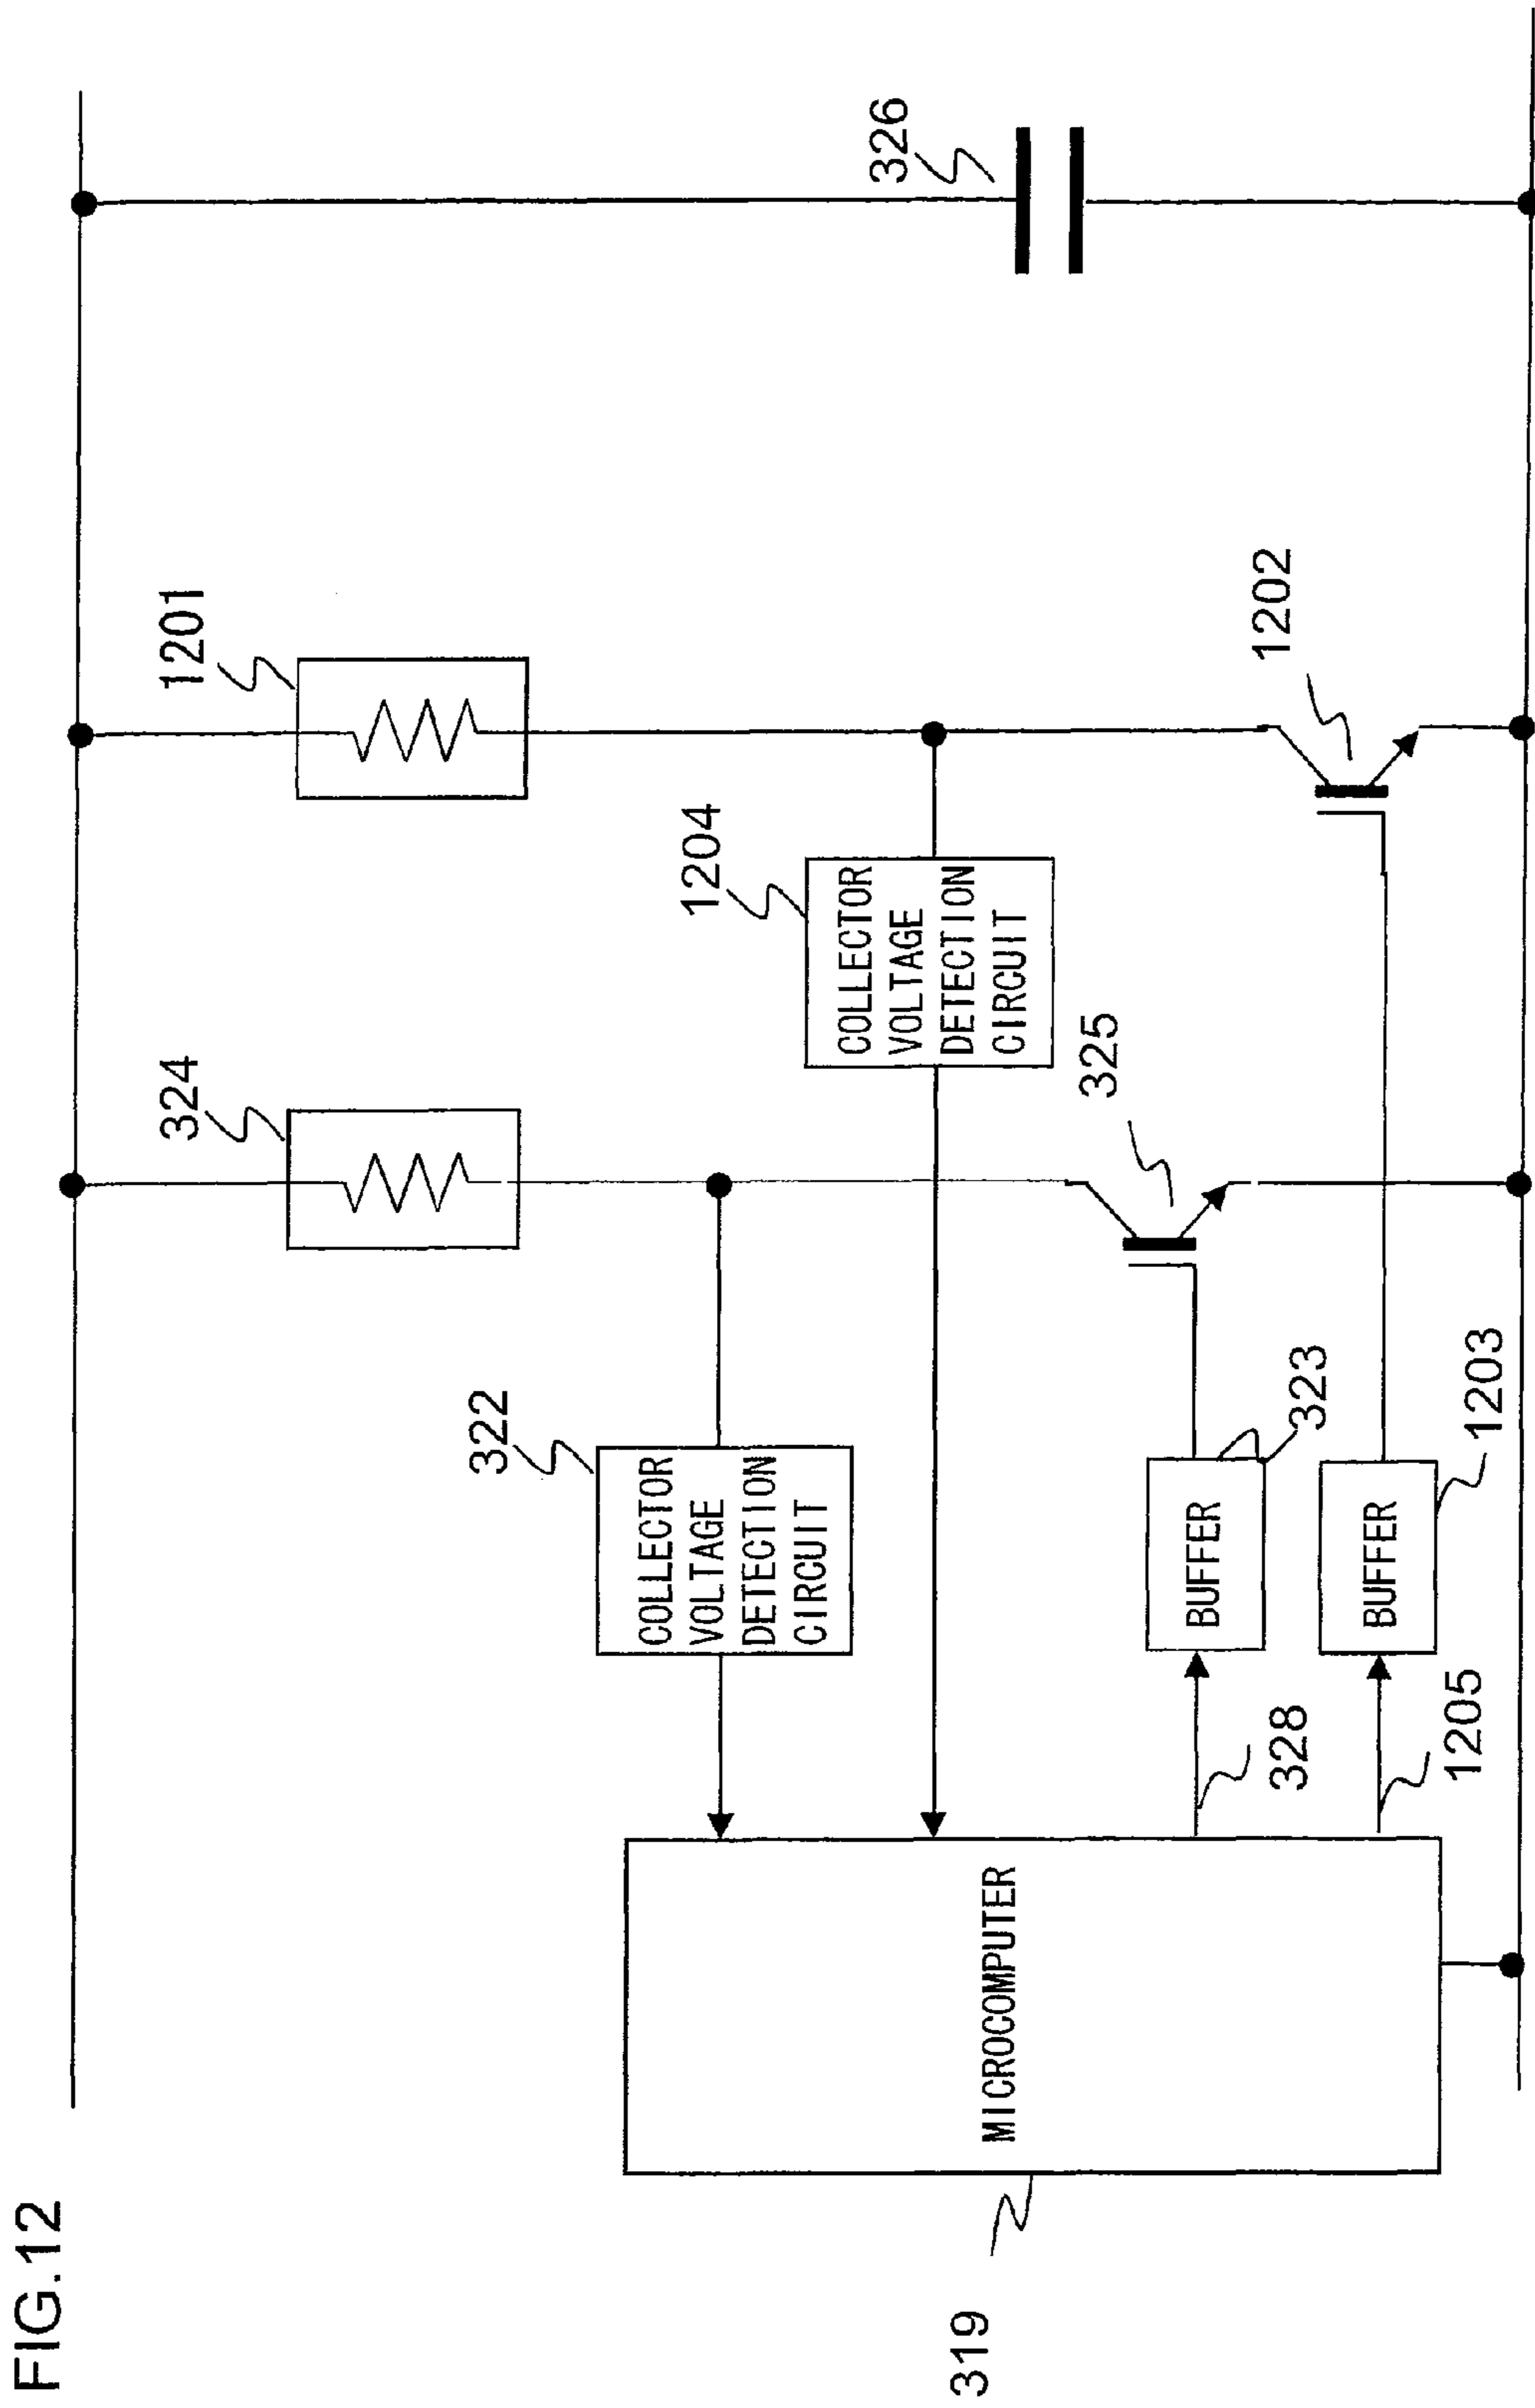 FIG.12
326
1201
1204
COLLECTOR
VOLTAGE
DETECTION
CIRCUIT
1202
324
325
322
COLLECTOR
VOLTAGE
DETECTION
CIRCUIT
323
BUFFER
1203
BUFFER
328
1205
MICROCOMPUTER
319